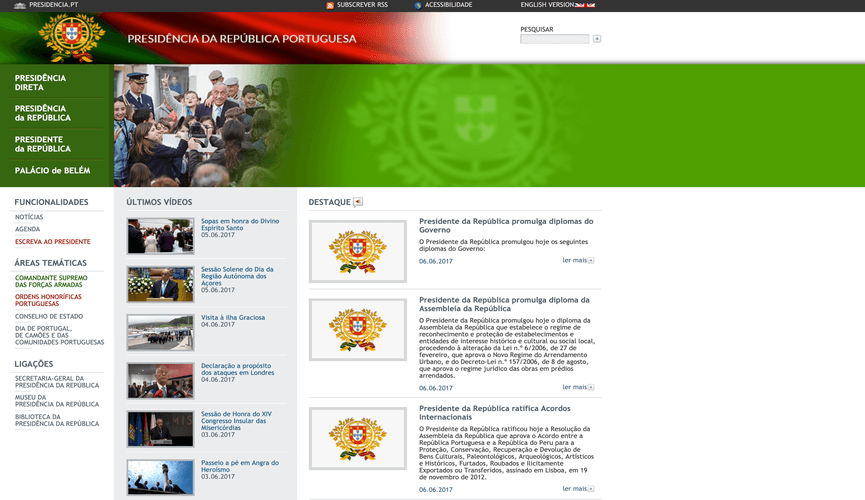 PRESIDENCIA.PT
SUBSCREVER RSS
ACESSIBILIDADE
ENGLISH VERSION
PRESIDÊNCIA DA REPÚBLICA PORTUGUESA
PESQUISAR
PRESIDÊNCIA
DIRETA
PRESIDÊNCIA
da REPÚBLICA
PRESIDENTE
da REPÚBLICA
PALÁCIO de BELÉM
FUNCIONALIDADES
NOTÍCIAS
AGENDA
ESCREVA AO PRESIDENTE
ÁREAS TEMÁTICAS
COMANDANTE SUPREMO
DAS FORÇAS ARMADAS
ORDENS HONORÍFICAS
PORTUGUESAS
CONSELHO DE ESTADO
DIA DE PORTUGAL,
DE CAMÕES E DAS
COMUNIDADES PORTUGUESAS
LIGAÇÕES
SECRETARIA-GERAL DA
PRESIDÊNCIA DA REPÚBLICA
MUSEU DA
PRESIDÊNCIA DA REPÚBLICA
BIBLIOTECA DA
PRESIDÊNCIA DA REPÚBLICA
ÚLTIMOS VÍDEOS
Sopas em honra do Divino
Espírito Santo
05.06.2017
Sessão Solene do Dia da
Região Autónoma dos
Açores
05.06.2017
Visita à ilha Graciosa
04.06.2017
Declaração a propósito
dos ataques em Londres
04.06.2017
Sessão de Honra do XIV
Congresso Insular das
Misericórdias
03.06.2017
Passeio a pé em Angra do
Heroísmo
03.06.2017
DESTAQUE
Presidente da República promulga diplomas do
Governo
O Presidente da República promulgou hoje os seguintes
diplomas do Governo:
06.06.2017
ler mais
Presidente da República promulga diploma da
Assembleia da República
O Presidente da República promulgou hoje o diploma da
Assembleia da República que estabelece o regime de
reconhecimento e proteção de estabelecimentos e
entidades de interesse histórico e cultural ou social local,
procedendo à alteração da Lei n.º 6/2006, de 27 de
fevereiro, que aprova o Novo Regime do Arrendamento
Urbano, e do Decreto-Lei n.º 157/2006, de 8 de agosto,
que aprova o regime jurídico das obras em prédios
arrendados.
06.06.2017
ler mais
Presidente da República ratifica Acordos
Internacionais
O Presidente da República ratificou hoje a Resolução da
Assembleia da República que aprova o Acordo entre a
República Portuguesa e a República do Peru para a
Proteção, Conservação, Recuperação e Devolução de
Bens Culturais, Paleontológicos, Arqueológicos, Artísticos
e Históricos, Furtados, Roubados e Ilicitamente
Exportados ou Transferidos, assinado em Lisboa, em 19
de novembro de 2012.
06.06.2017
ler mais